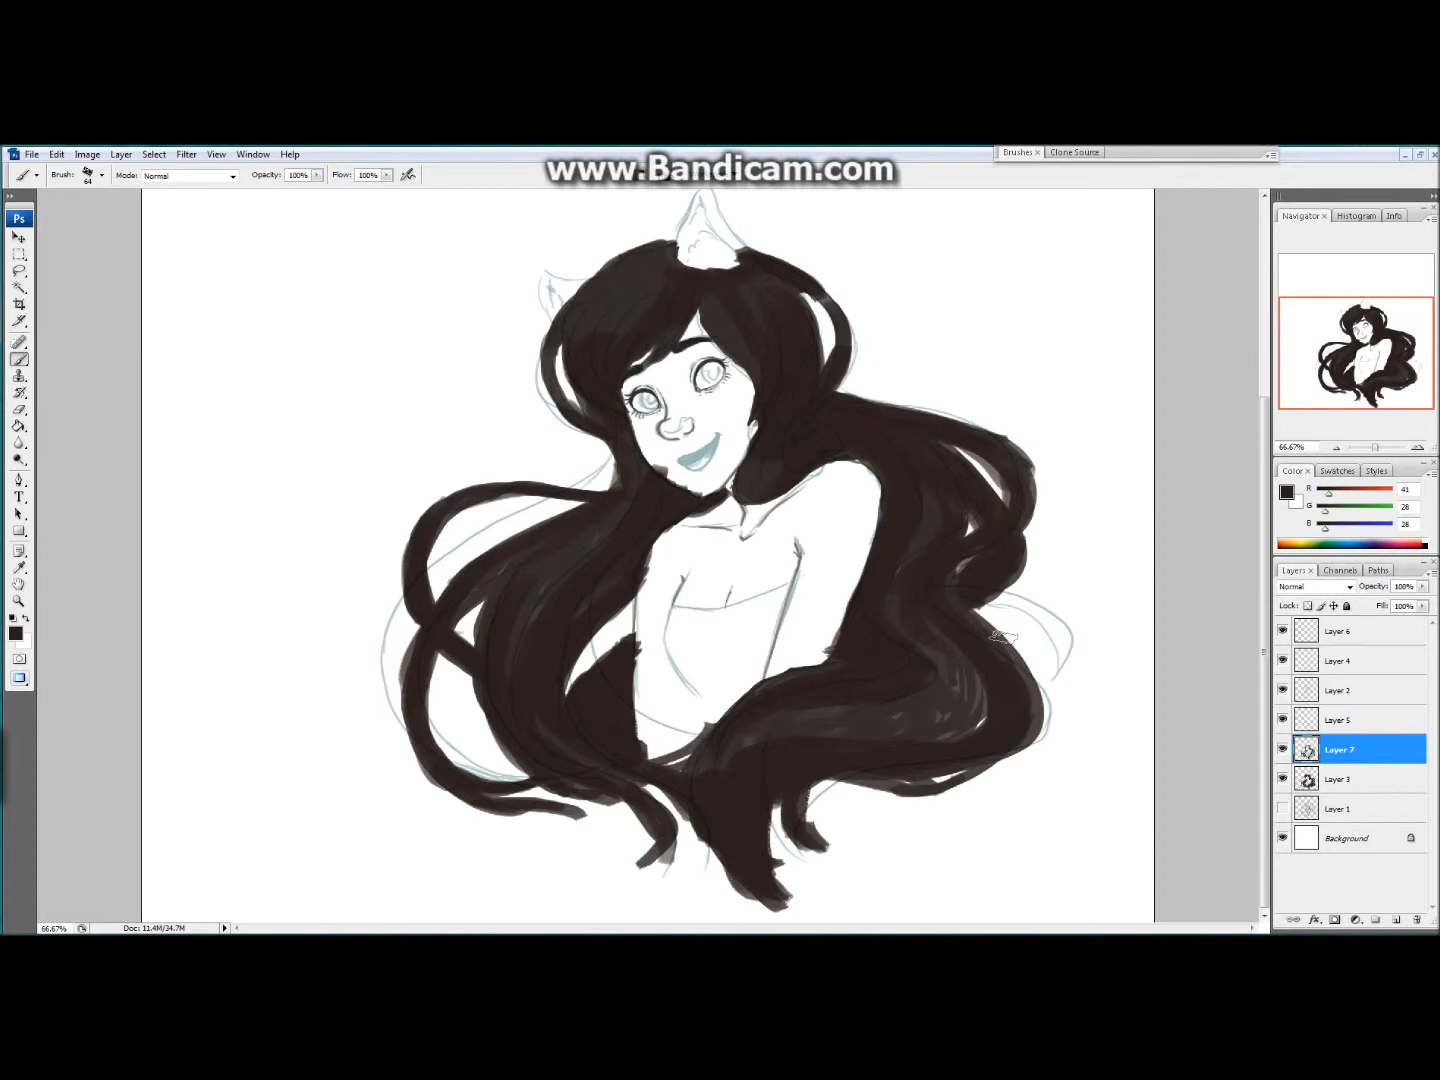 www.Bandicam.com
File Edit Image Layer Select Filter View Window Help
Brushes × Clone Source
Brush: 64 Mode: Normal Opacity: 100% Flow: 100%
Ps
Navigator × Histogram Info
66.67%
Color × Swatches Styles
R 41
G 28
B 28
Layers × Channels Paths
Normal Opacity: 100%
Lock: Fill: 100%
Layer 6
Layer 4
Layer 2
Layer 5
Layer 7
Layer 3
Layer 1
Background
66.67% Doc: 11.4M/34.7M